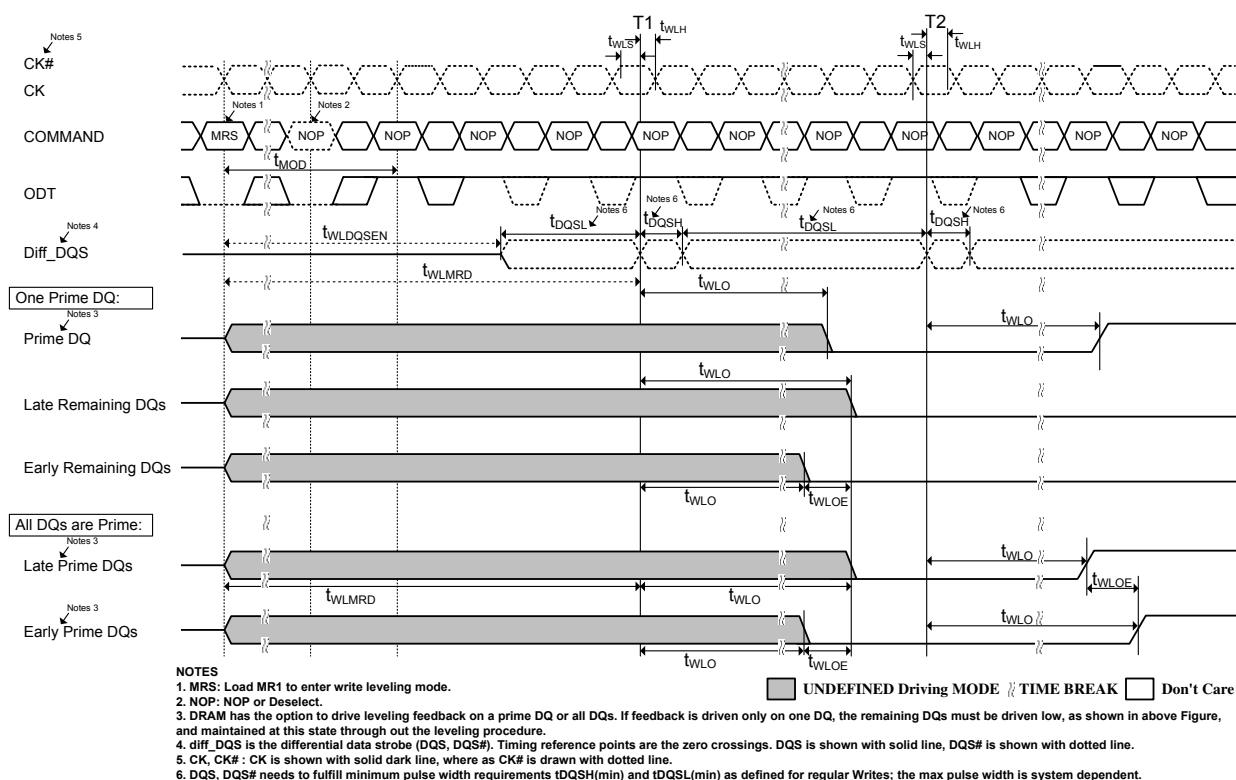 T1 T2
Notes 5 tWLS tWLH tWLS tWLH
CK#
CK
Notes 1 Notes 2
COMMAND MRS NOP NOP NOP NOP NOP NOP NOP NOP NOP NOP NOP
tMOD
ODT
Notes 4 tDQSL Notes 6 tDQSH Notes 6 tDQSL Notes 6 tDQSH Notes 6
tWLDQSEN
Diff_DQS
tWLMRD
tWLO
One Prime DQ:
Notes 3
Prime DQ
tWLO
tWLO
Late Remaining DQs
Early Remaining DQs
tWLO tWLOE
All DQs are Prime:
Notes 3
Late Prime DQs
tWLO
tWLOE
tWLMRD tWLO
Notes 3
Early Prime DQs
tWLO
tWLO tWLOE
NOTES
1. MRS: Load MR1 to enter write leveling mode.
UNDEFINED Driving MODE TIME BREAK Don't Care
2. NOP: NOP or Deselect.
3. DRAM has the option to drive leveling feedback on a prime DQ or all DQs. If feedback is driven only on one DQ, the remaining DQs must be driven low, as shown in above Figure,
and maintained at this state through out the leveling procedure.
4. diff_DQS is the differential data strobe (DQS, DQS#). Timing reference points are the zero crossings. DQS is shown with solid line, DQS# is shown with dotted line.
5. CK, CK# : CK is shown with solid dark line, where as CK# is drawn with dotted line.
6. DQS, DQS# needs to fulfill minimum pulse width requirements tDQSH(min) and tDQSL(min) as defined for regular Writes; the max pulse width is system dependent.